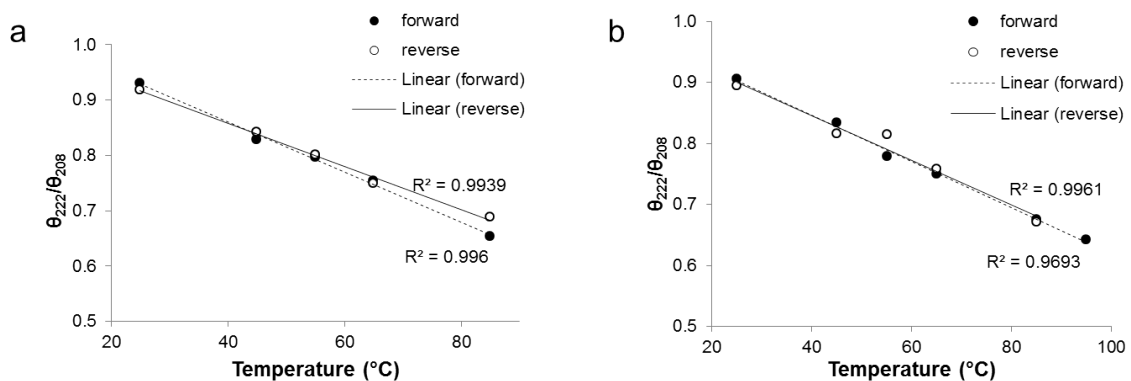 a
forward
reverse
Linear (forward)
Linear (reverse)
1.0
0.9
0.8
0.7
0.6
0.5
θ222/θ208
R² = 0.9939
R² = 0.996
20
40
60
80
Temperature (°C)
b
forward
reverse
Linear (forward)
Linear (reverse)
1.0
0.9
0.8
0.7
0.6
0.5
θ222/θ208
R² = 0.9961
R² = 0.9693
20
40
60
80
100
Temperature (°C)